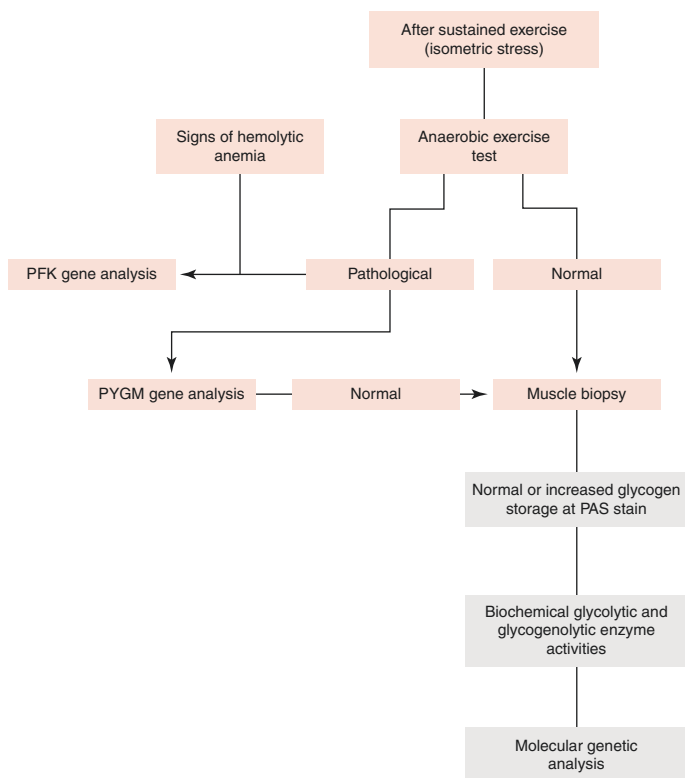 After sustained exercise
(isometric stress)
Signs of hemolytic
anemia
Anaerobic exercise
test
PFK gene analysis
Pathological
Normal
PYGM gene analysis
Normal
Muscle biopsy
Normal or increased glycogen
storage at PAS stain
Biochemical glycolytic and
glycogenolytic enzyme
activities
Molecular genetic
analysis